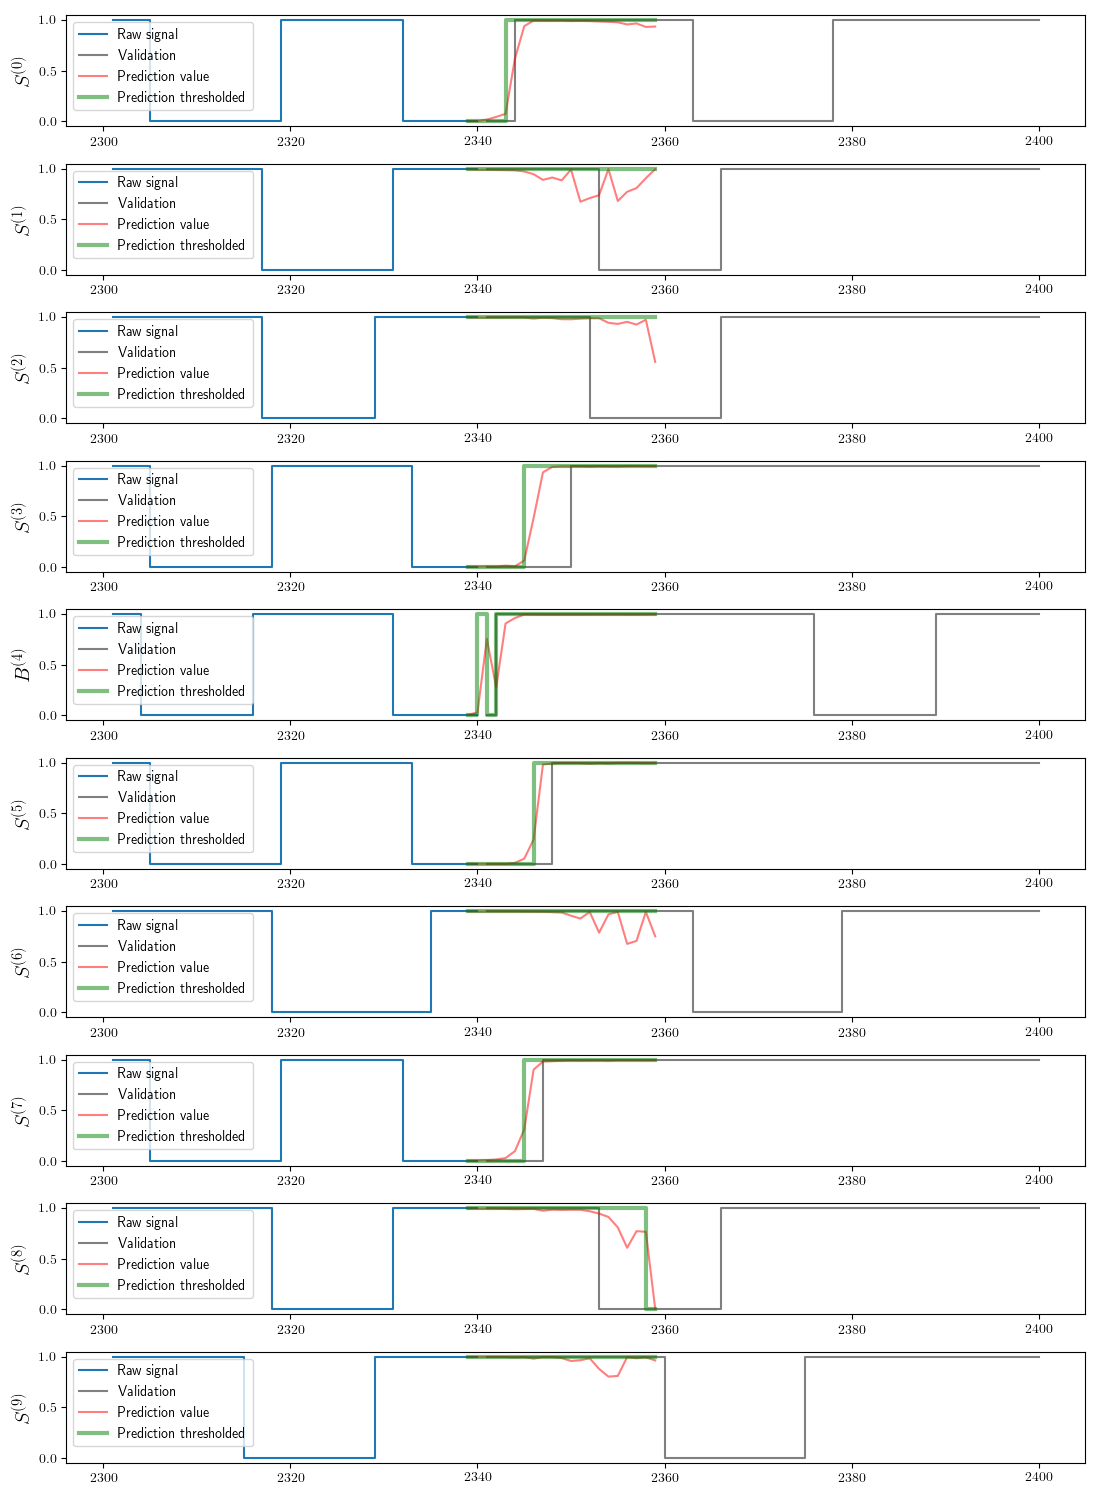 S(0)
1.0
0.5
0.0
Raw signal
Validation
Prediction value
Prediction thresholded
2300 2320 2340 2360 2380 2400
S(1)
1.0
0.5
0.0
Raw signal
Validation
Prediction value
Prediction thresholded
2300 2320 2340 2360 2380 2400
S(2)
1.0
0.5
0.0
Raw signal
Validation
Prediction value
Prediction thresholded
2300 2320 2340 2360 2380 2400
S(3)
1.0
0.5
0.0
Raw signal
Validation
Prediction value
Prediction thresholded
2300 2320 2340 2360 2380 2400
B(4)
1.0
0.5
0.0
Raw signal
Validation
Prediction value
Prediction thresholded
2300 2320 2340 2360 2380 2400
S(5)
1.0
0.5
0.0
Raw signal
Validation
Prediction value
Prediction thresholded
2300 2320 2340 2360 2380 2400
S(6)
1.0
0.5
0.0
Raw signal
Validation
Prediction value
Prediction thresholded
2300 2320 2340 2360 2380 2400
S(7)
1.0
0.5
0.0
Raw signal
Validation
Prediction value
Prediction thresholded
2300 2320 2340 2360 2380 2400
S(8)
1.0
0.5
0.0
Raw signal
Validation
Prediction value
Prediction thresholded
2300 2320 2340 2360 2380 2400
S(9)
1.0
0.5
0.0
Raw signal
Validation
Prediction value
Prediction thresholded
2300 2320 2340 2360 2380 2400